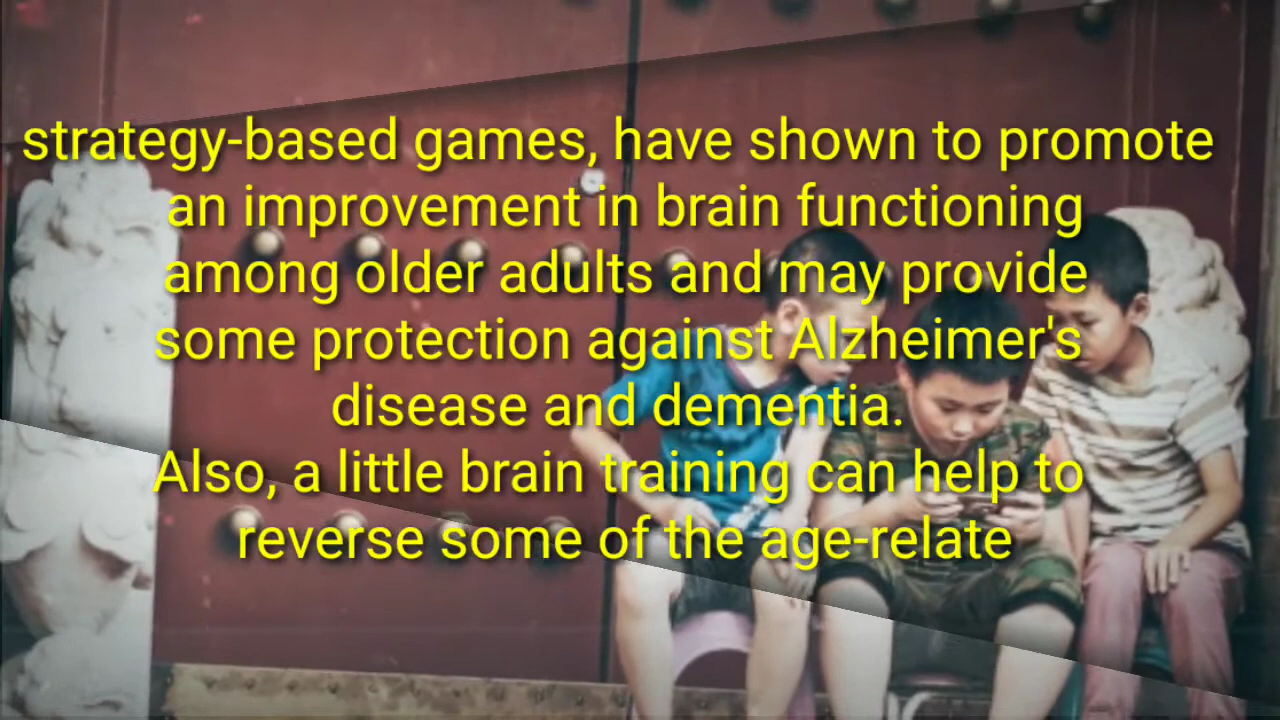 strategy-based games, have shown to promote
an improvement in brain functioning
among older adults and may provide
some protection against Alzheimer's
disease and dementia.
Also, a little brain training can help to
reverse some of the age-relate